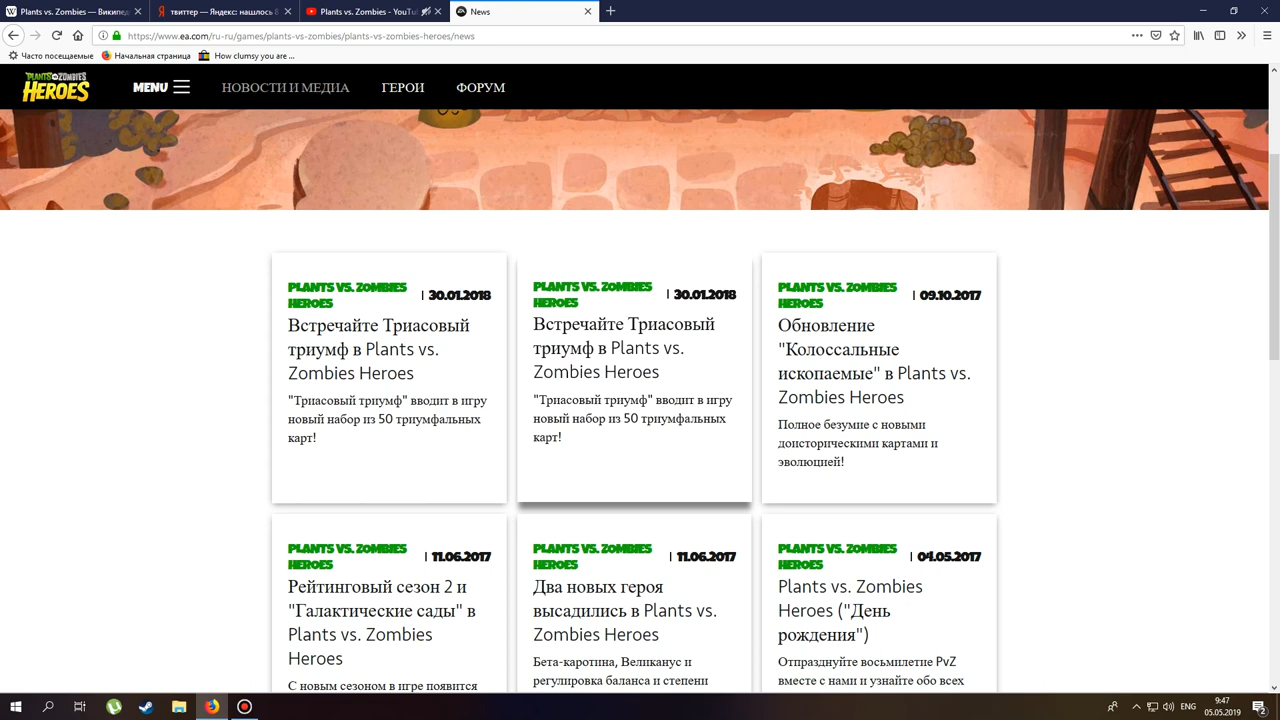 Plants vs. Zombies — Википед
твиттер — Яндекс: нашлось 8
Plants vs. Zombies - YouTu
News
https://www.ea.com/ru-ru/games/plants-vs-zombies/plants-vs-zombies-heroes/news
Часто посещаемые
Начальная страница
How clumsy you are ...
PLANTS VS ZOMBIES
HEROES
MENU
НОВОСТИ И МЕДИА
ГЕРОИ
ФОРУМ
PLANTS VS. ZOMBIES
HEROES
| 30.01.2018
Встречайте Триасовый
триумф в Plants vs.
Zombies Heroes
"Триасовый триумф" вводит в игру
новый набор из 50 триумфальных
карт!
PLANTS VS. ZOMBIES
HEROES
| 30.01.2018
Встречайте Триасовый
триумф в Plants vs.
Zombies Heroes
"Триасовый триумф" вводит в игру
новый набор из 50 триумфальных
карт!
PLANTS VS. ZOMBIES
HEROES
| 09.10.2017
Обновление
"Колоссальные
ископаемые" в Plants vs.
Zombies Heroes
Полное безумие с новыми
доисторическими картами и
эволюцией!
PLANTS VS. ZOMBIES
HEROES
| 11.06.2017
Рейтинговый сезон 2 и
"Галактические сады" в
Plants vs. Zombies
Heroes
С новым сезоном в игре появится
PLANTS VS. ZOMBIES
HEROES
| 11.06.2017
Два новых героя
высадились в Plants vs.
Zombies Heroes
Бета-каротина, Великанус и
регулировка баланса и степени
PLANTS VS. ZOMBIES
HEROES
| 04.05.2017
Plants vs. Zombies
Heroes ("День
рождения")
Отпразднуйте восьмилетие PvZ
вместе с нами и узнайте обо всех
ENG
9:47
05.05.2019
2